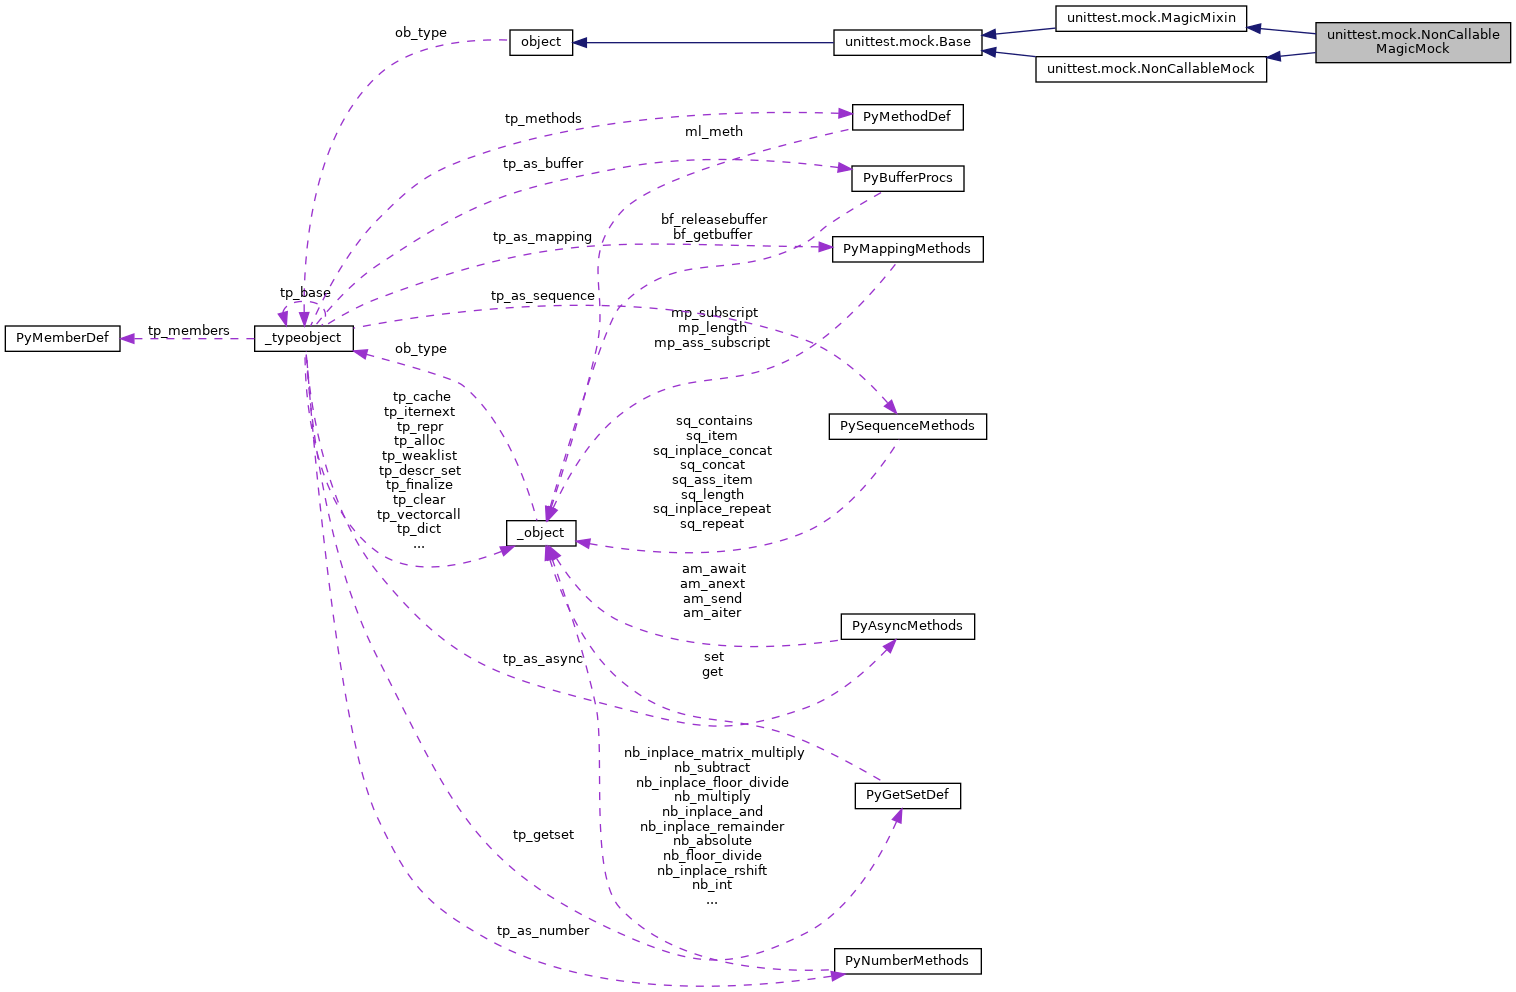 unittest.mock.MagicMixin
unittest.mock.NonCallable
MagicMock
ob_type
object
unittest.mock.Base
unittest.mock.NonCallableMock
tp_methods
PyMethodDef
ml_meth
tp_as_buffer
PyBufferProcs
bf_releasebuffer
bf_getbuffer
tp_as_mapping
PyMappingMethods
tp_base
tp_as_sequence
mp_subscript
mp_length
mp_ass_subscript
PyMemberDef
tp_members
_typeobject
ob_type
tp_cache
tp_iternext
tp_repr
tp_alloc
tp_weaklist
tp_descr_set
tp_finalize
tp_clear
tp_vectorcall
tp_dict
...
sq_contains
sq_item
sq_inplace_concat
sq_concat
sq_ass_item
sq_length
sq_inplace_repeat
sq_repeat
PySequenceMethods
_object
am_await
am_anext
am_send
am_aiter
PyAsyncMethods
tp_as_async
set
get
nb_inplace_matrix_multiply
nb_subtract
nb_inplace_floor_divide
nb_multiply
nb_inplace_and
nb_inplace_remainder
nb_absolute
nb_floor_divide
nb_inplace_rshift
nb_int
...
PyGetSetDef
tp_getset
tp_as_number
PyNumberMethods